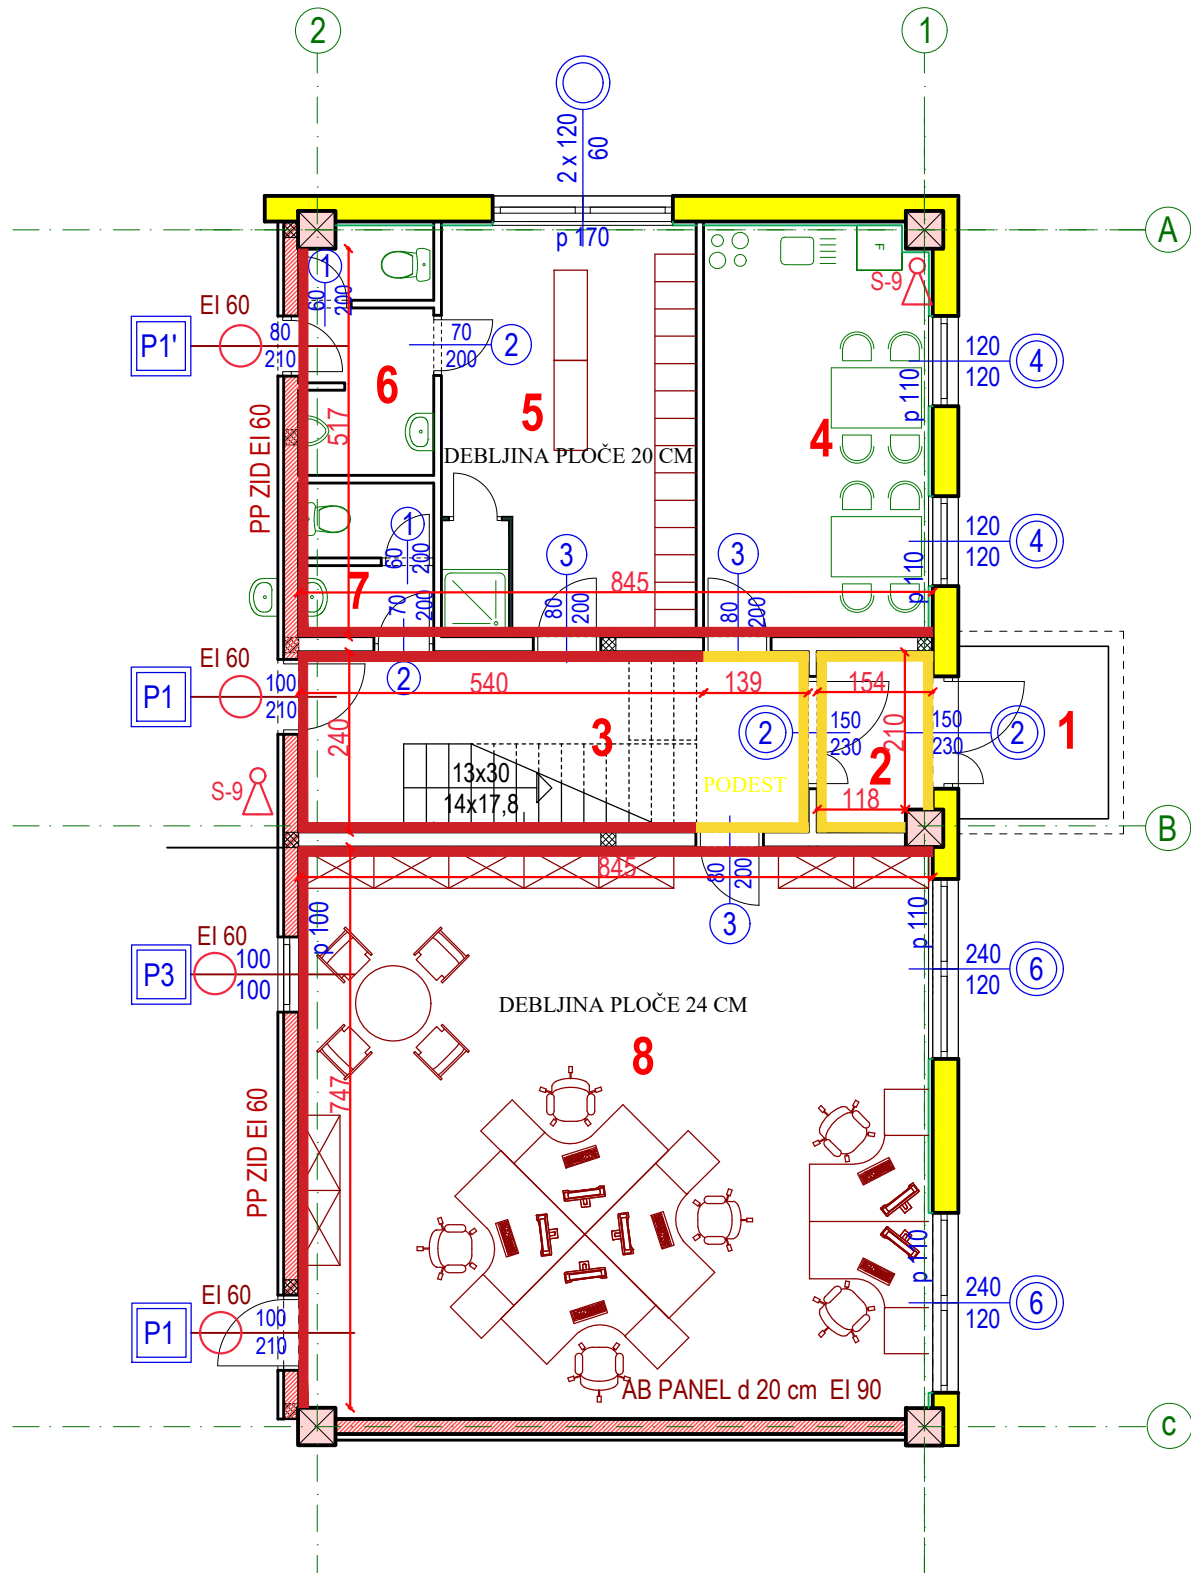 2
1
2 x 120
60
p 170
A
S-9
F
EI 60
P1'
80
210
1
60
200
70
200
2
6
5
4
120
120
4
p 110
517
PP ZID EI 60
DEBLJINA PLOČE 20 CM
120
120
4
p 110
1
60
200
7
70
200
2
3
80
200
3
80
200
845
EI 60
P1
100
210
540
139
154
240
3
2
150
230
210
2
150
230
2
1
S-9
13x30
14x17,8
PODEST
118
B
845
80
200
3
p 100
p 110
EI 60
P3
100
100
240
120
6
DEBLJINA PLOČE 24 CM
8
747
PP ZID EI 60
p 110
EI 60
P1
100
210
240
120
6
AB PANEL d 20 cm EI 90
c